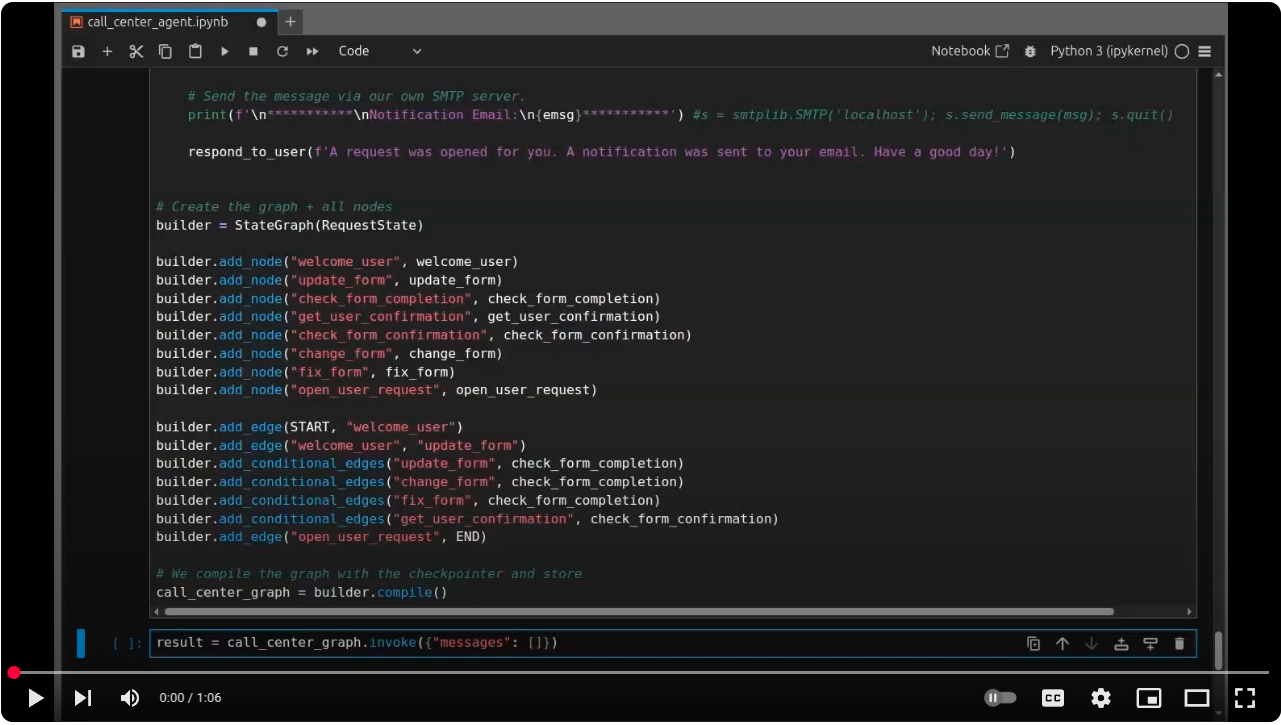 call_center_agent.ipynb
Code
Notebook
Python 3 (ipykernel)
# Send the message via our own SMTP server.
print(f'\n***********\nNotification Email:\n{emsg}***********') #s = smtplib.SMTP('localhost'); s.send_message(msg); s.quit()
respond_to_user(f'A request was opened for you. A notification was sent to your email. Have a good day!')
# Create the graph + all nodes
builder = StateGraph(RequestState)
builder.add_node("welcome_user", welcome_user)
builder.add_node("update_form", update_form)
builder.add_node("check_form_completion", check_form_completion)
builder.add_node("get_user_confirmation", get_user_confirmation)
builder.add_node("check_form_confirmation", check_form_confirmation)
builder.add_node("change_form", change_form)
builder.add_node("fix_form", fix_form)
builder.add_node("open_user_request", open_user_request)
builder.add_edge(START, "welcome_user")
builder.add_edge("welcome_user", "update_form")
builder.add_conditional_edges("update_form", check_form_completion)
builder.add_conditional_edges("change_form", check_form_completion)
builder.add_conditional_edges("fix_form", check_form_completion)
builder.add_conditional_edges("get_user_confirmation", check_form_confirmation)
builder.add_edge("open_user_request", END)
# We compile the graph with the checkpointer and store
call_center_graph = builder.compile()
[ ]: result = call_center_graph.invoke({"messages": []})
0:00 / 1:06
CC